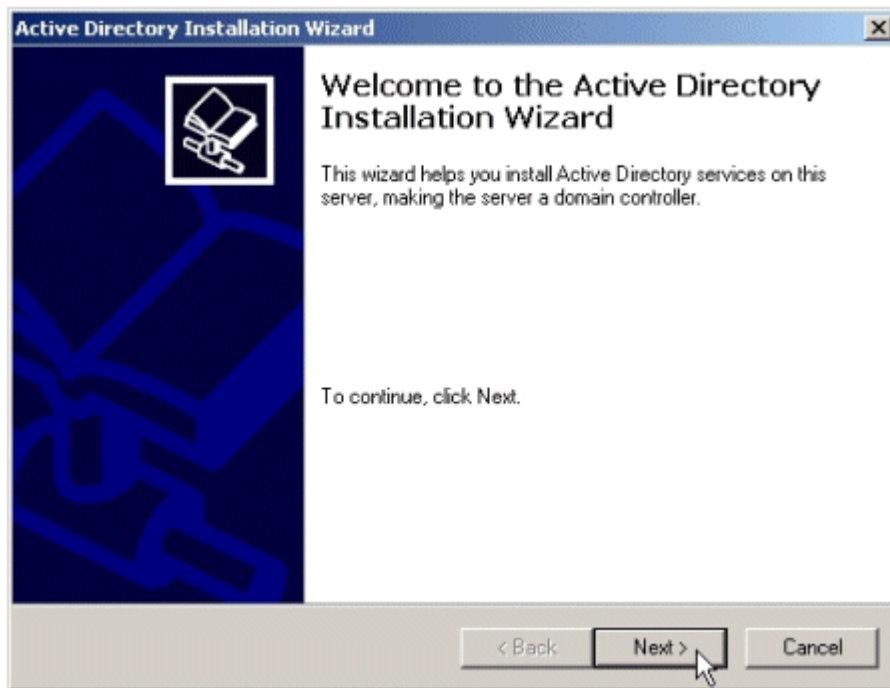 Active Directory Installation Wizard
Welcome to the Active Directory
Installation Wizard
This wizard helps you install Active Directory services on this
server, making the server a domain controller.
To continue, click Next.
< Back
Next >
Cancel